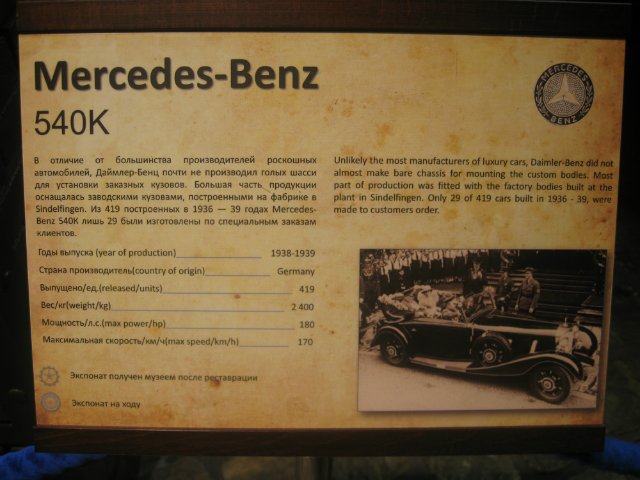 Mercedes-Benz
540K
MERCEDES
BENZ
В отличие от большинства производителей роскошных
автомобилей, Даймлер-Бенц почти не производил голых шасси
для установки заказных кузовов. Большая часть продукции
оснащалась заводскими кузовами, построенными на фабрике в
Sindelfingen. Из 419 построенных в 1936 — 39 годах Mercedes-
Benz 540K лишь 29 были изготовлены по специальным заказам
клиентов.
Unlikely the most manufacturers of luxury cars, Daimler-Benz did not
almost make bare chassis for mounting the custom bodies. Most
part of production was fitted with the factory bodies built at the
plant in Sindelfingen. Only 29 of 419 cars built in 1936 - 39, were
made to customers order.
Годы выпуска (year of production) 1938-1939
Страна производитель(country of origin) Germany
Выпущено/ед.(released/units) 419
Вес/кг(weight/kg) 2 400
Мощность/л.с.(max power/hp) 180
Максимальная скорость/км/ч(max speed/km/h) 170
Экспонат получен музеем после реставрации
Экспонат на ходу